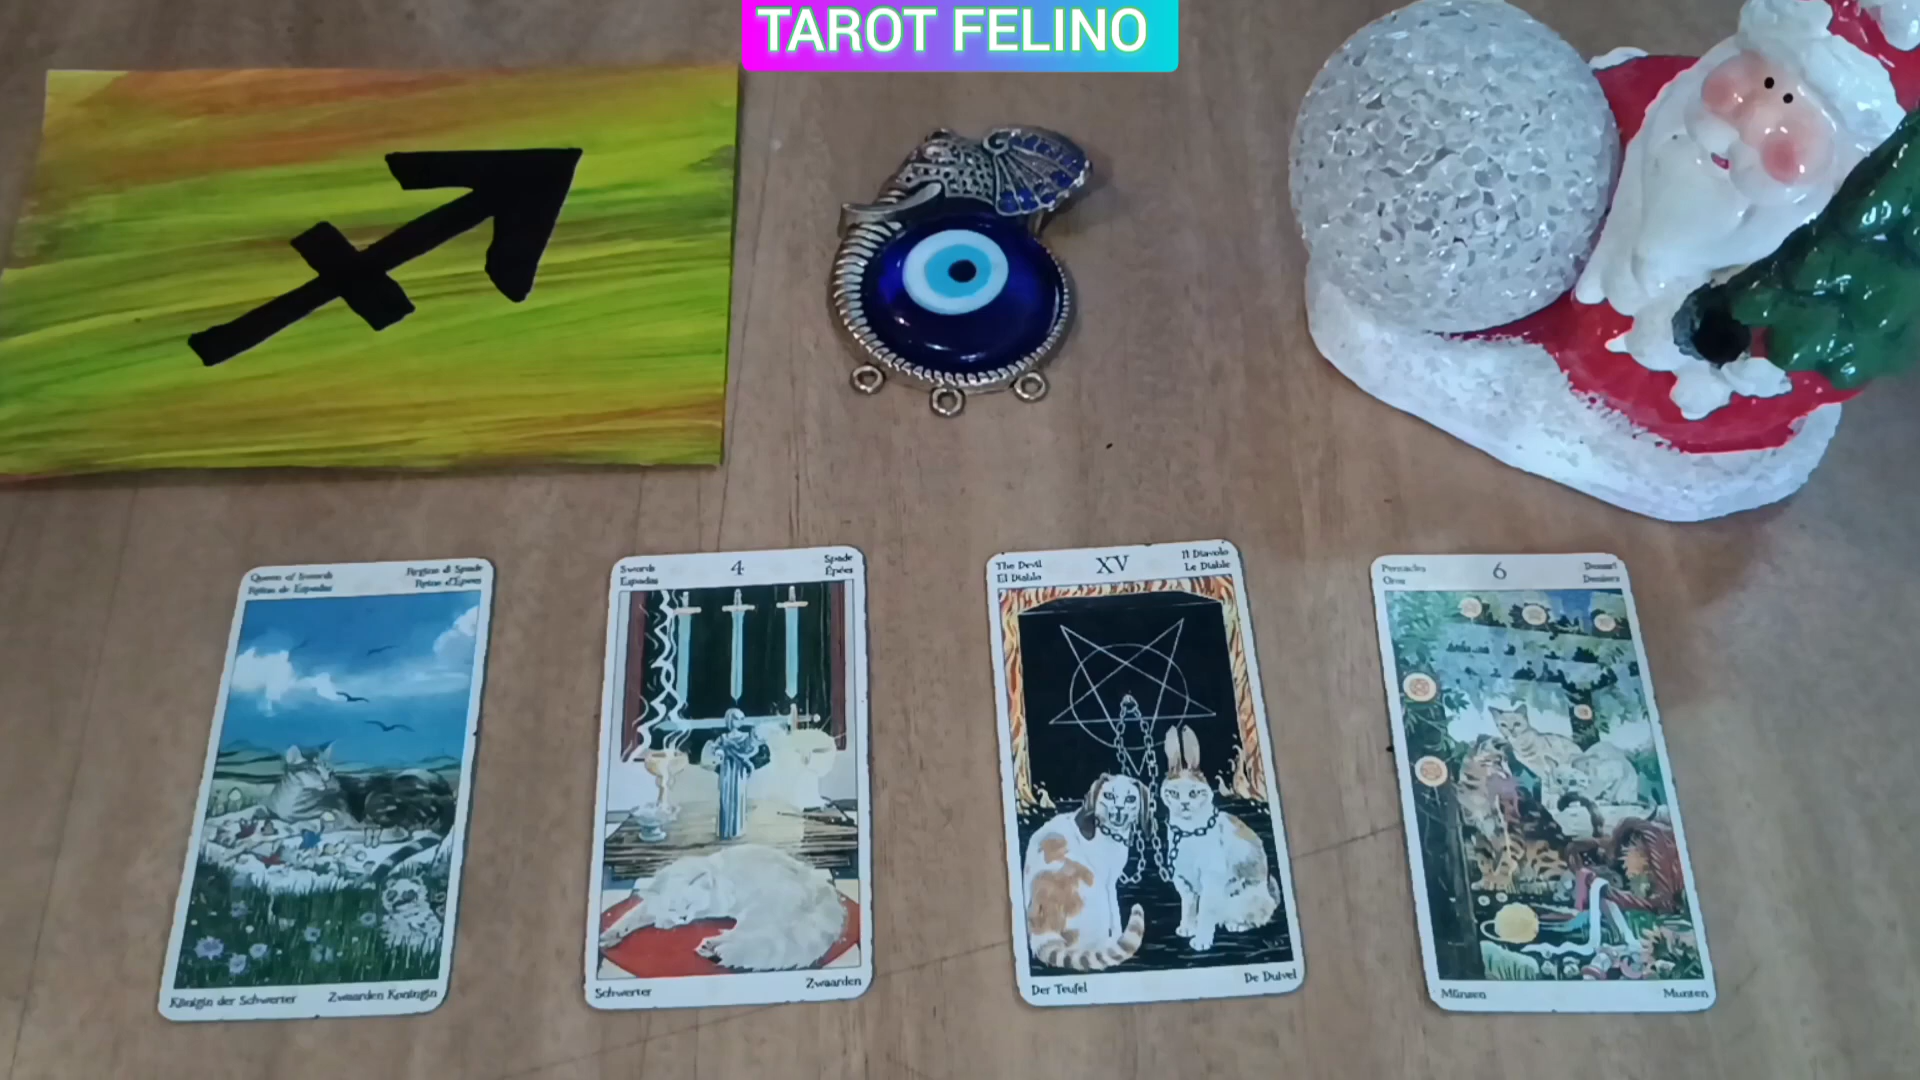 TAROT FELINO
Queen of Swords
Reina de Espadas
Regina di Spade
Reine d'Épées
Königin der Schwerter
Zwaarden Koningin
Swords
Espadas
4
Spade
Épées
Schwerter
Zwaarden
The Devil
El Diablo
XV
Il Diavolo
Le Diable
Der Teufel
De Duivel
Pentacles
Oros
6
Denari
Deniers
Münzen
Munten